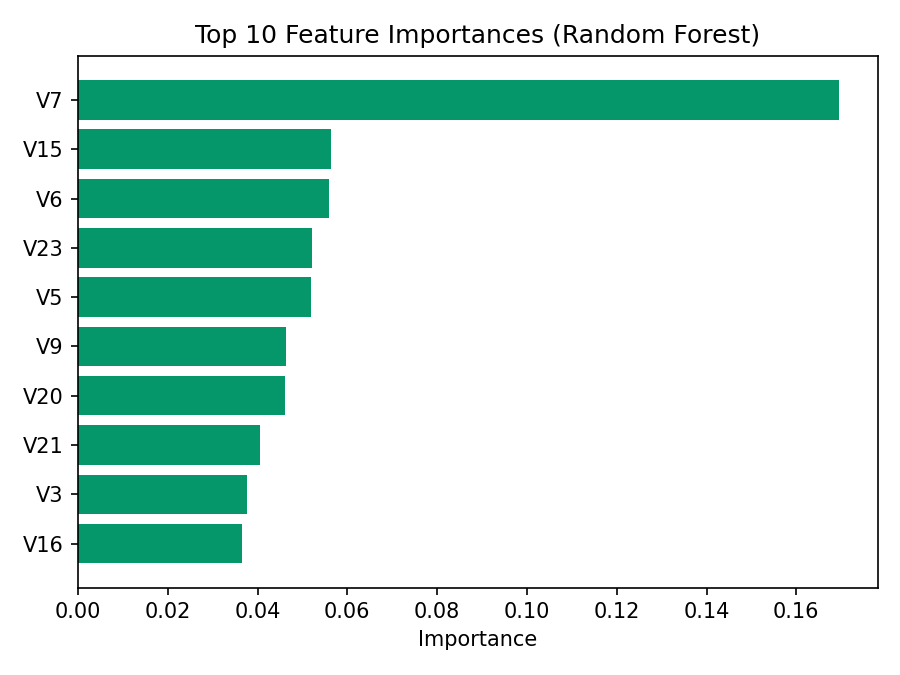 Top 10 Feature Importances (Random Forest)
V7
V15
V6
V23
V5
V9
V20
V21
V3
V16
0.00 0.02 0.04 0.06 0.08 0.10 0.12 0.14 0.16
Importance